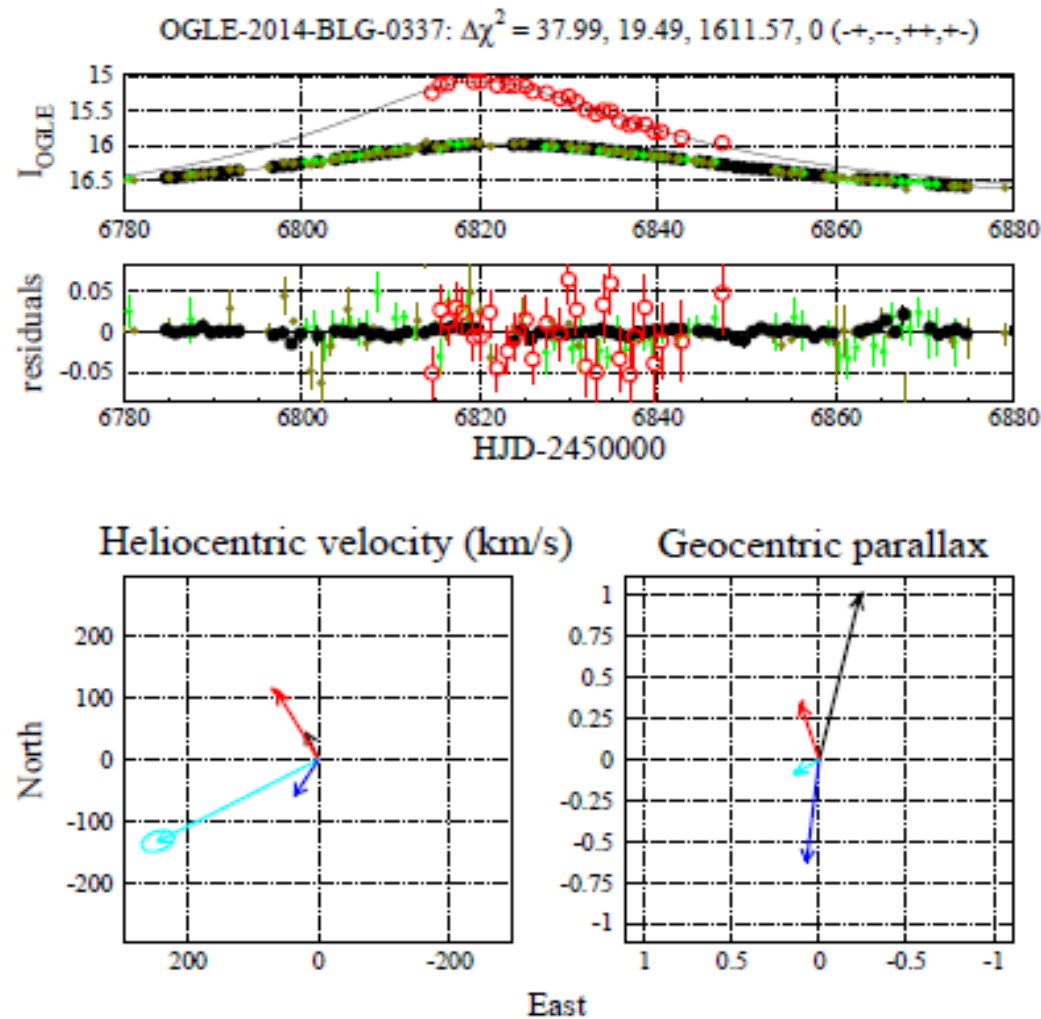 OGLE-2014-BLG-0337: Δχ² = 37.99, 19.49, 1611.57, 0 (-+,--,++,+-)
I_OGLE
15
15.5
16
16.5
6780 6800 6820 6840 6860 6880
residuals
0.05
0
-0.05
6780 6800 6820 6840 6860 6880
HJD-2450000
Heliocentric velocity (km/s) Geocentric parallax
North
200
100
0
-100
-200
200 0 -200
1
0.75
0.5
0.25
0
-0.25
-0.5
-0.75
-1
1 0.5 0 -0.5 -1
East